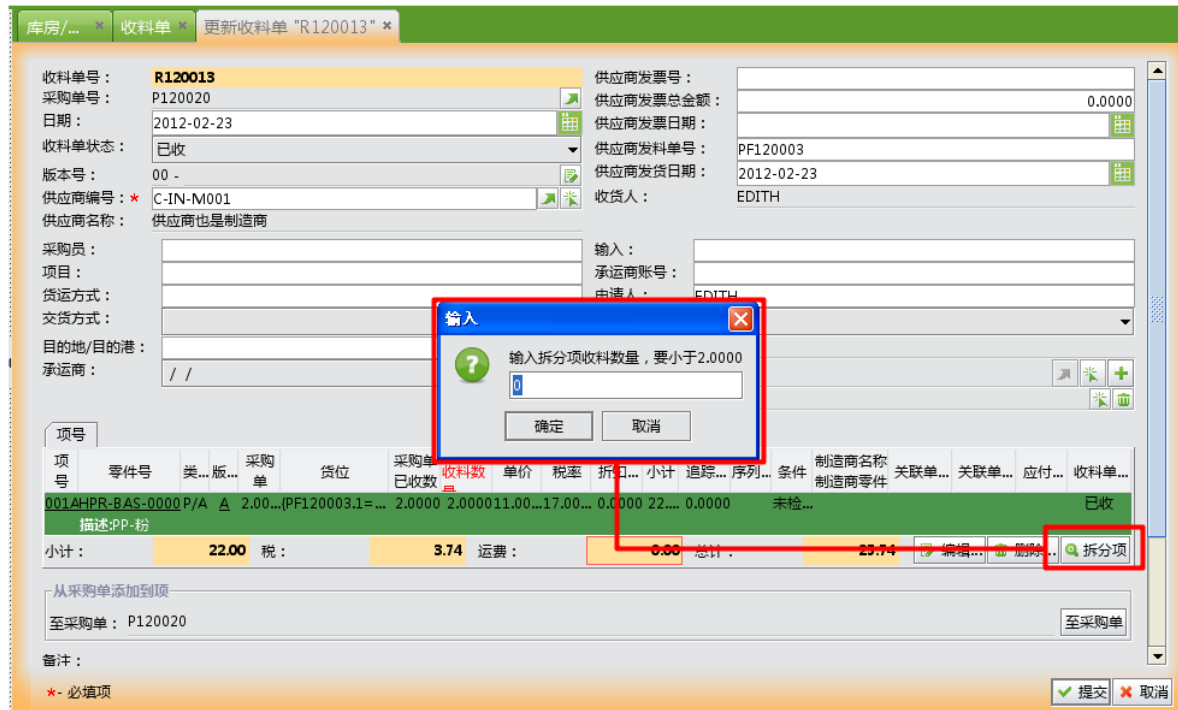 库房/...
收料单
更新收料单 "R120013"
收料单号： R120013
供应商发票号：
采购单号： P120020
供应商发票总金额： 0.0000
日期： 2012-02-23
供应商发票日期：
收料单状态： 已收
供应商发料单号： PF120003
版本号： 00 -
供应商发货日期： 2012-02-23
供应商编号：* C-IN-M001
收货人： EDITH
供应商名称： 供应商也是制造商
采购员：
输入：
项目：
承运商账号：
货运方式：
申请人： EDITH
交货方式：
目的地/目的港：
承运商： / /
输入
输入拆分项收料数量，要小于2.0000
0
确定 取消
项号
项号 零件号 类... 版... 采购单 货位 采购单已收数 收料数量 单价 税率 折扣... 小计 追踪... 序列... 条件 制造商名称 制造商零件 关联单... 关联单... 应付... 收料单...
001AHPR-BAS-0000 P/A A 2.00... (PF120003.1=... 2.0000 2.0000 11.00... 17.00... 0.0000 22.... 0.0000 未检... 已收
描述:PP-粉
小计： 22.00 税： 3.74 运费： 0.00 总计： 25.74 编辑... 删除... 拆分项
从采购单添加到项
至采购单： P120020 至采购单
备注：
*- 必填项
提交 取消